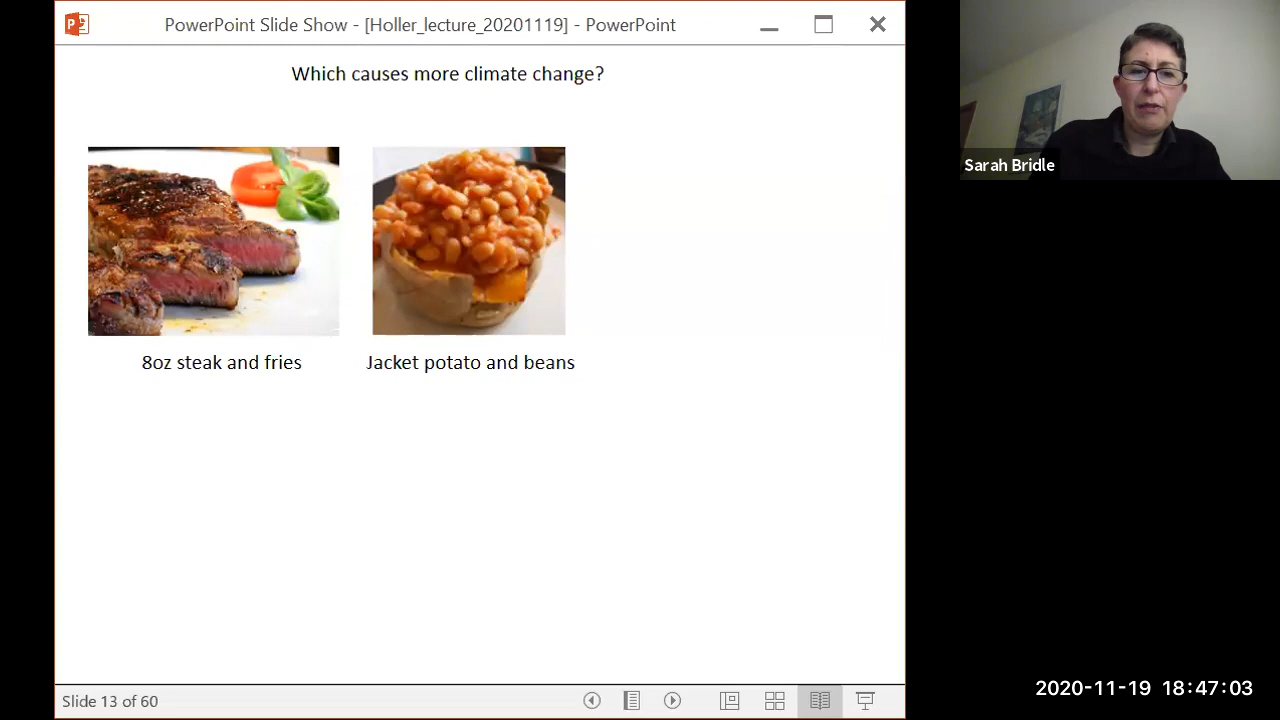 PowerPoint Slide Show - [Holler_lecture_20201119] - PowerPoint
Which causes more climate change?
8oz steak and fries
Jacket potato and beans
Slide 13 of 60
Sarah Bridle
2020-11-19 18:47:03